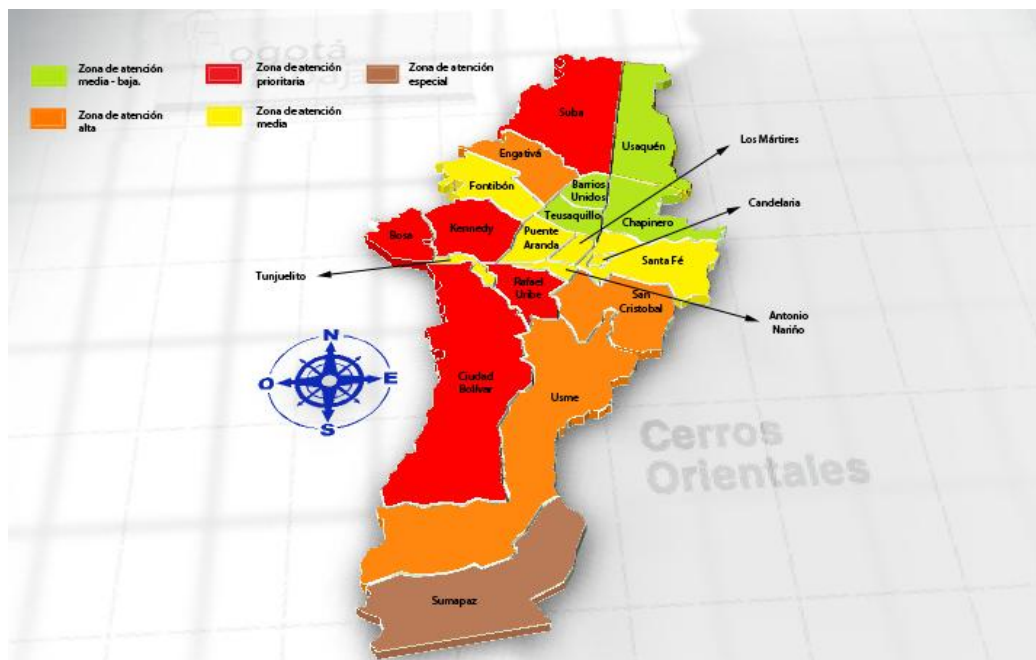 ogotá
baja
Zona de atención
media - baja.
Zona de atención
prioritaria
Zona de atención
especial
Zona de atención
alta
Zona de atención
media
Suba
Usaquén
Los Mártires
Engativá
Barrios
Unidos
Fontibón
Candelaria
Teusaquillo
Chapinero
Puente
Aranda
Kennedy
Bosa
Santa Fé
Tunjuelito
Rafael
Uribe
San
Cristobal
Antonio
Nariño
N
O
E
S
Ciudad
Bolívar
Usme
Cerros
Orientales
Sumapaz